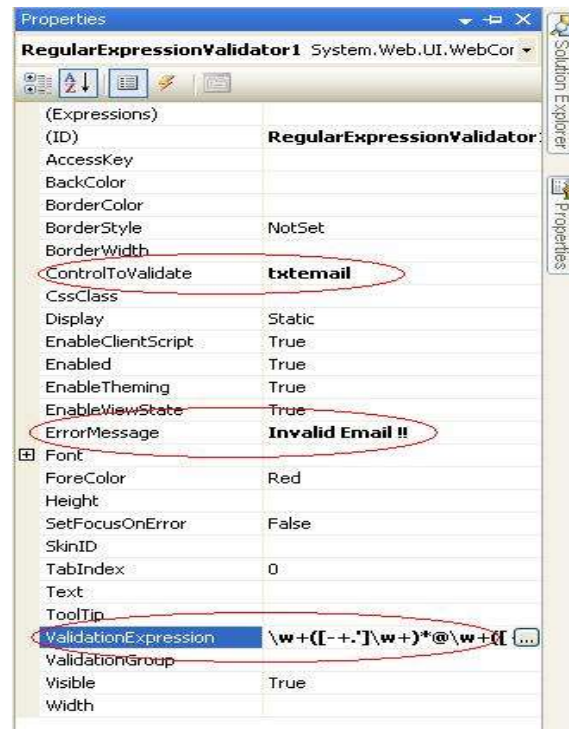 Properties
RegularExpressionValidator1 System.Web.UI.WebCor
Solution Explorer
Properties
(Expressions)
(ID) RegularExpressionValidator
AccessKey
BackColor
BorderColor
BorderStyle NotSet
BorderWidth
ControlToValidate txtemail
CssClass
Display Static
EnableClientScript True
Enabled True
EnableTheming True
EnableViewState True
ErrorMessage Invalid Email !!
Font
ForeColor Red
Height
SetFocusOnError False
SkinID
TabIndex 0
Text
ToolTip
ValidationExpression \w+([-+.']\w+)*@\w+([ ...
ValidationGroup
Visible True
Width